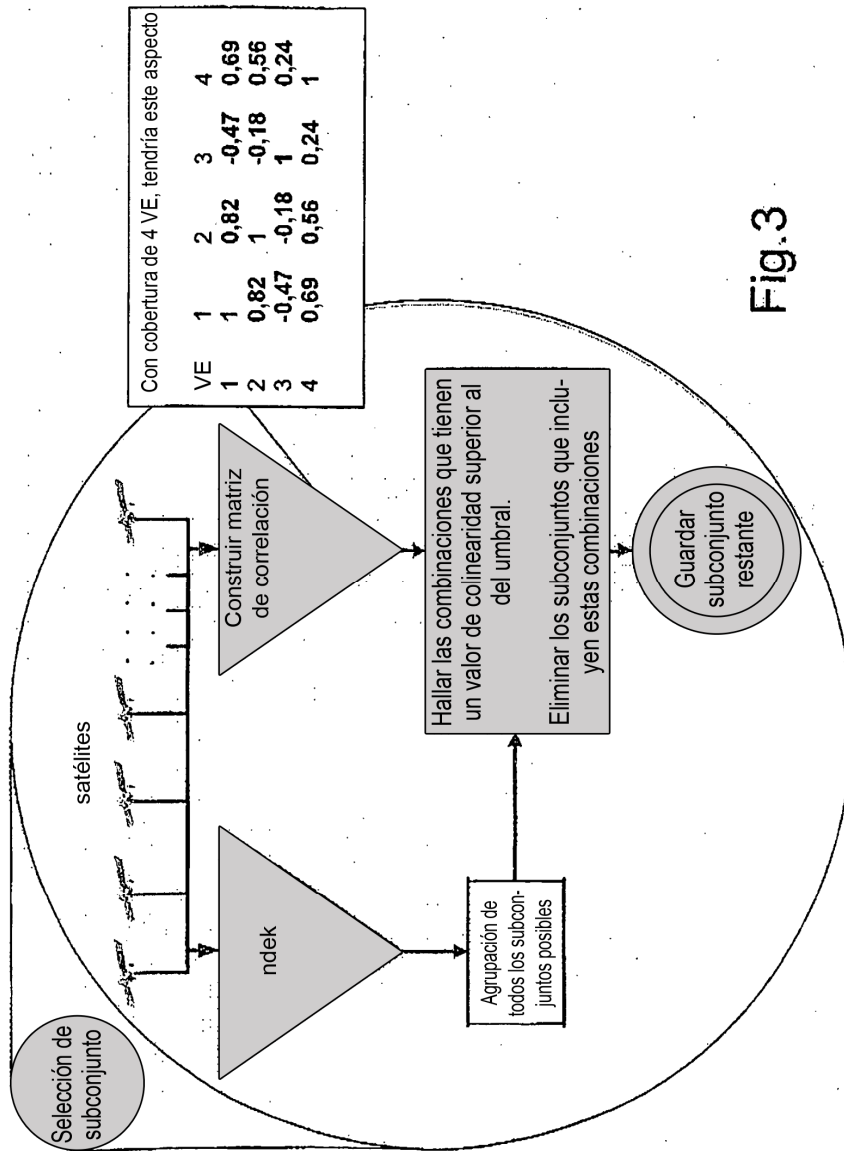 Selección de
subconjunto
satélites
ndek
Construir matriz
de correlación
Con cobertura de 4 VE, tendría este aspecto
VE 1 2 3 4
1 1 0,82 -0,47 0,69
2 0,82 1 -0,18 0,56
3 -0,47 -0,18 1 0,24
4 0,69 0,56 0,24 1
Agrupación de
todos los subcon-
juntos posibles
Hallar las combinaciones que tienen
un valor de colinearidad superior al
del umbral.
Eliminar los subconjuntos que inclu-
yen estas combinaciones
Guardar
subconjunto
restante
Fig.3